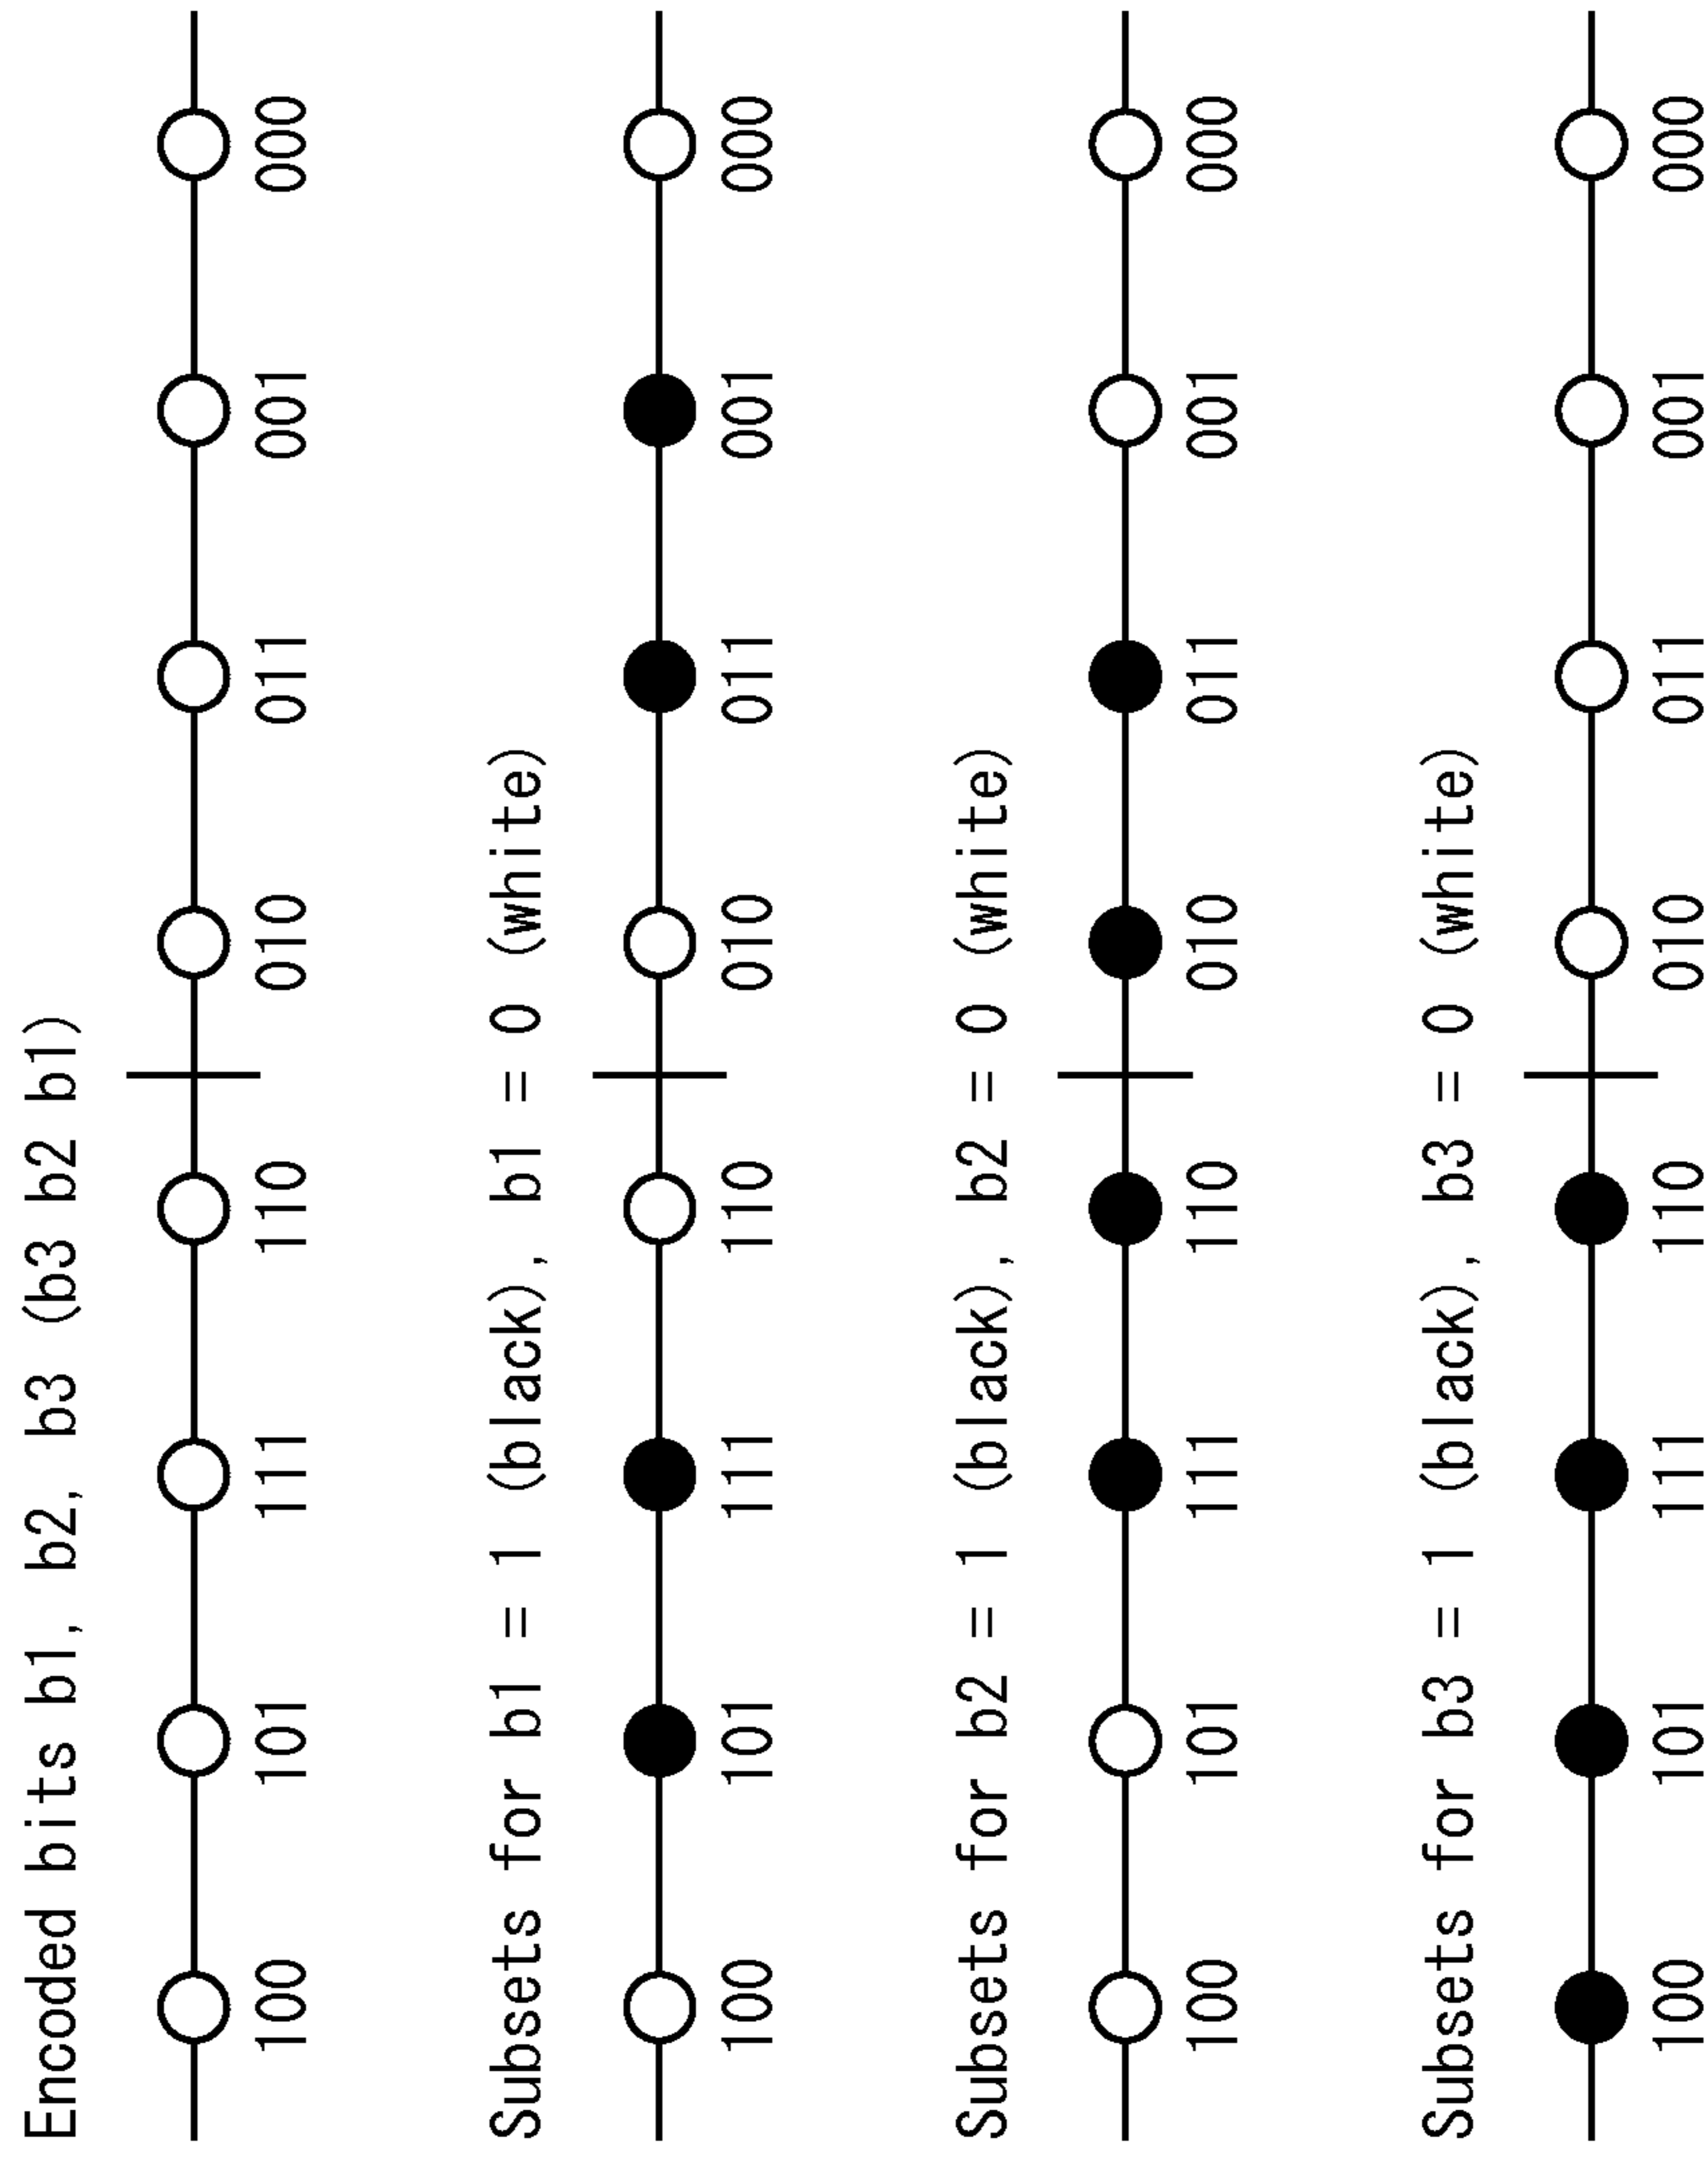 Encoded bits b1, b2, b3 (b3 b2 b1)
100 101 111 110 010 011 001 000
Subsets for b1 = 1 (black), b1 = 0 (white)
100 101 111 110 010 011 001 000
Subsets for b2 = 1 (black), b2 = 0 (white)
100 101 111 110 010 011 001 000
Subsets for b3 = 1 (black), b3 = 0 (white)
100 101 111 110 010 011 001 000